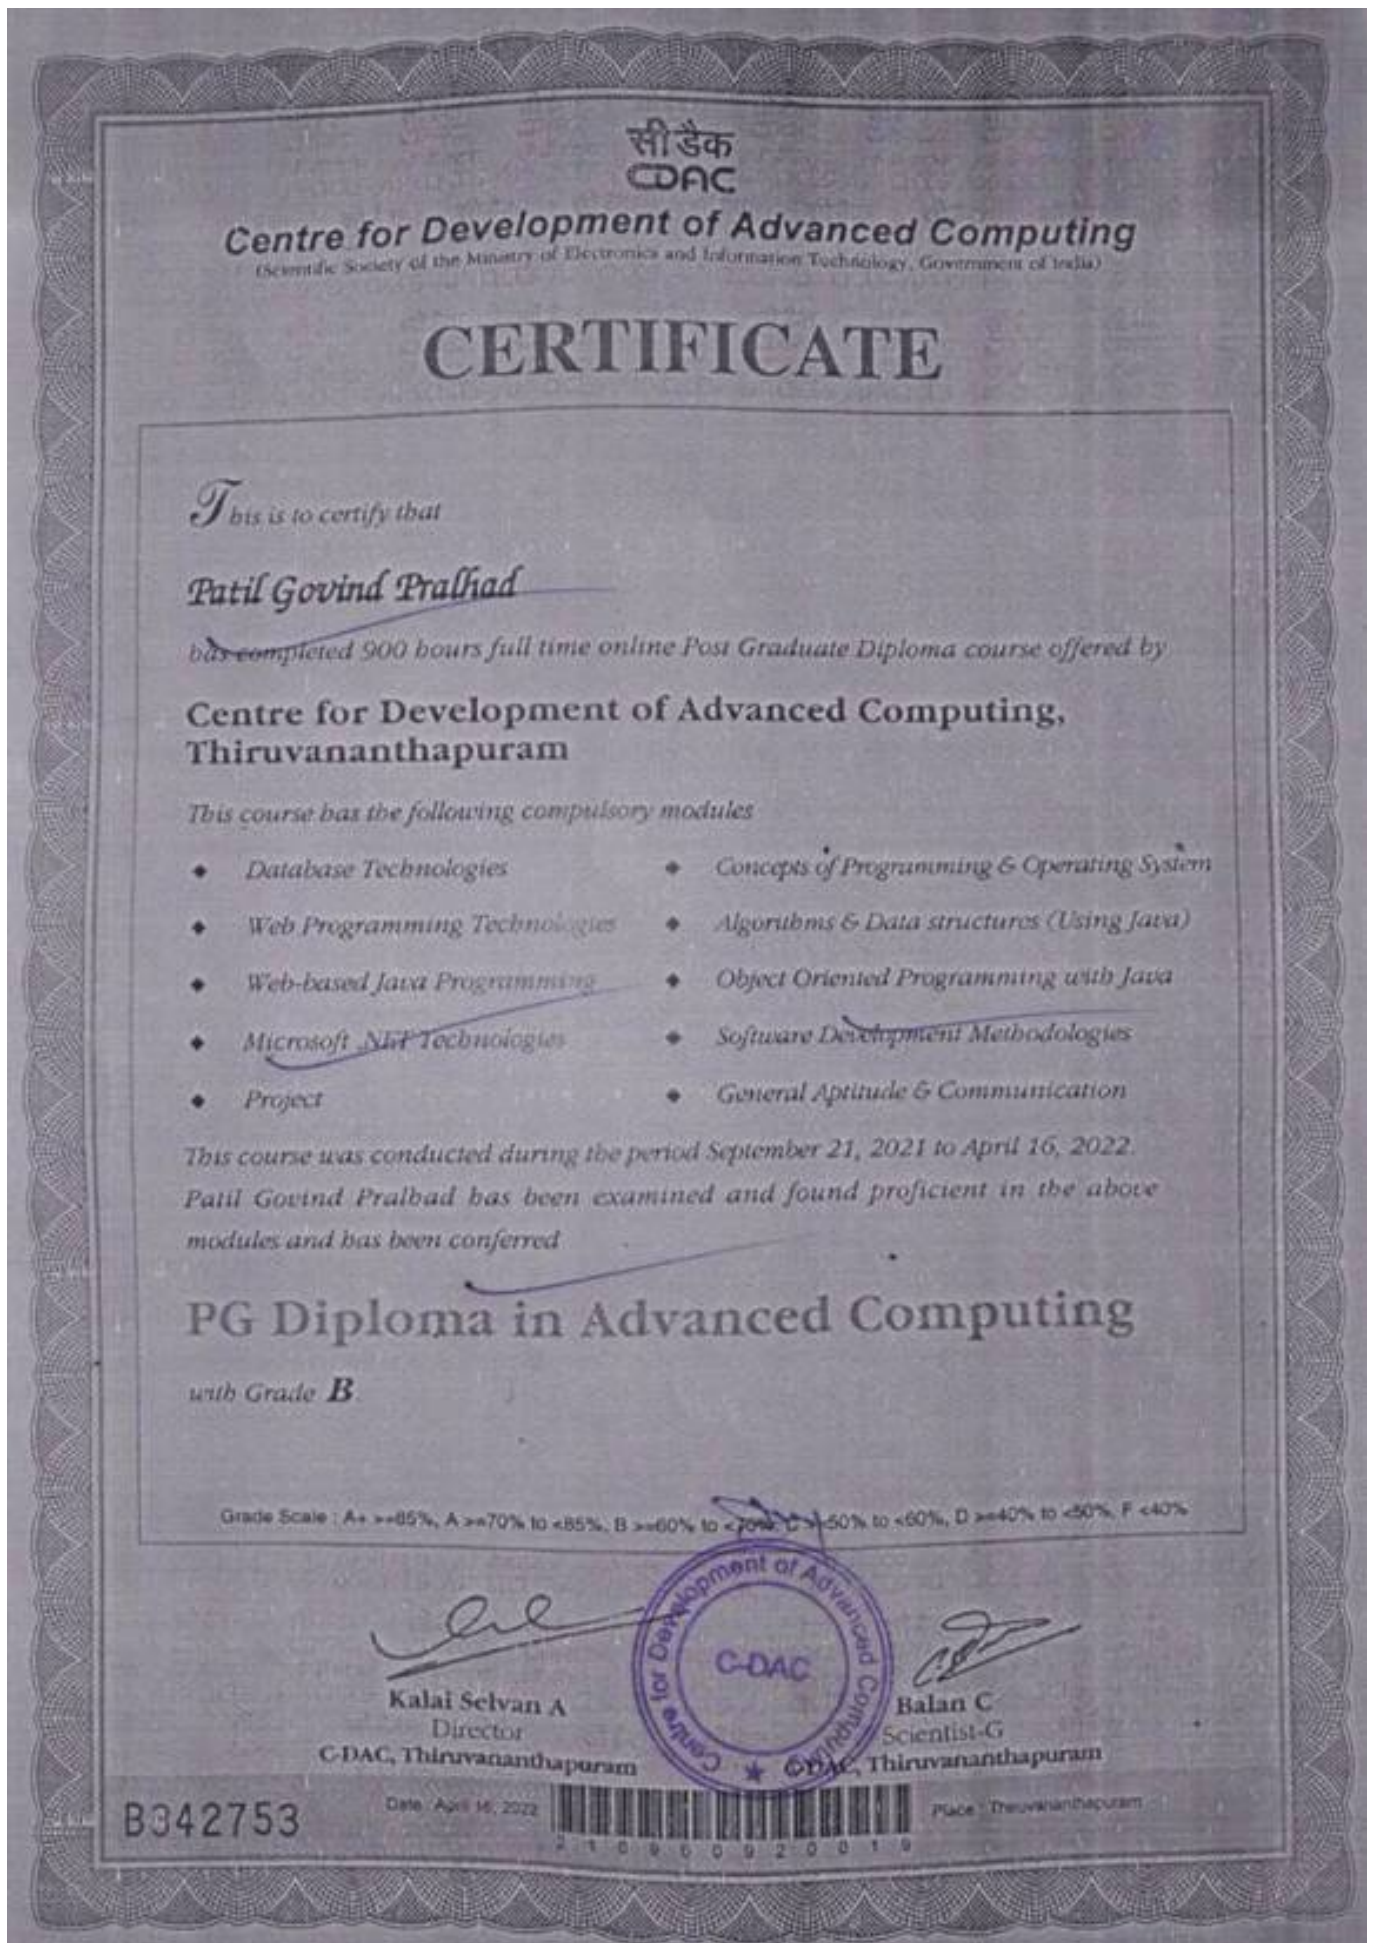 सी डैक
CDAC
Centre for Development of Advanced Computing
(Scientific Society of the Ministry of Electronics and Information Technology, Government of India)
CERTIFICATE
This is to certify that
Patil Govind Pralhad
has completed 900 hours full time online Post Graduate Diploma course offered by
Centre for Development of Advanced Computing,
Thiruvananthapuram
This course has the following compulsory modules
◆ Database Technologies ◆ Concepts of Programming & Operating System
◆ Web Programming Technologies ◆ Algorithms & Data structures (Using Java)
◆ Web-based Java Programming ◆ Object Oriented Programming with Java
◆ Microsoft .NET Technologies ◆ Software Development Methodologies
◆ Project ◆ General Aptitude & Communication
This course was conducted during the period September 21, 2021 to April 16, 2022.
Patil Govind Pralhad has been examined and found proficient in the above
modules and has been conferred
PG Diploma in Advanced Computing
with Grade B.
Grade Scale : A+ >=85%, A >=70% to <85%, B >=60% to <70%, C >=50% to <60%, D >=40% to <50%, F <40%
Centre for Development of Advanced Computing
C-DAC
Kalai Selvan A
Director
C-DAC, Thiruvananthapuram
Balan C
Scientist-G
C-DAC, Thiruvananthapuram
B342753
Date : April 16, 2022
Place : Thiruvananthapuram